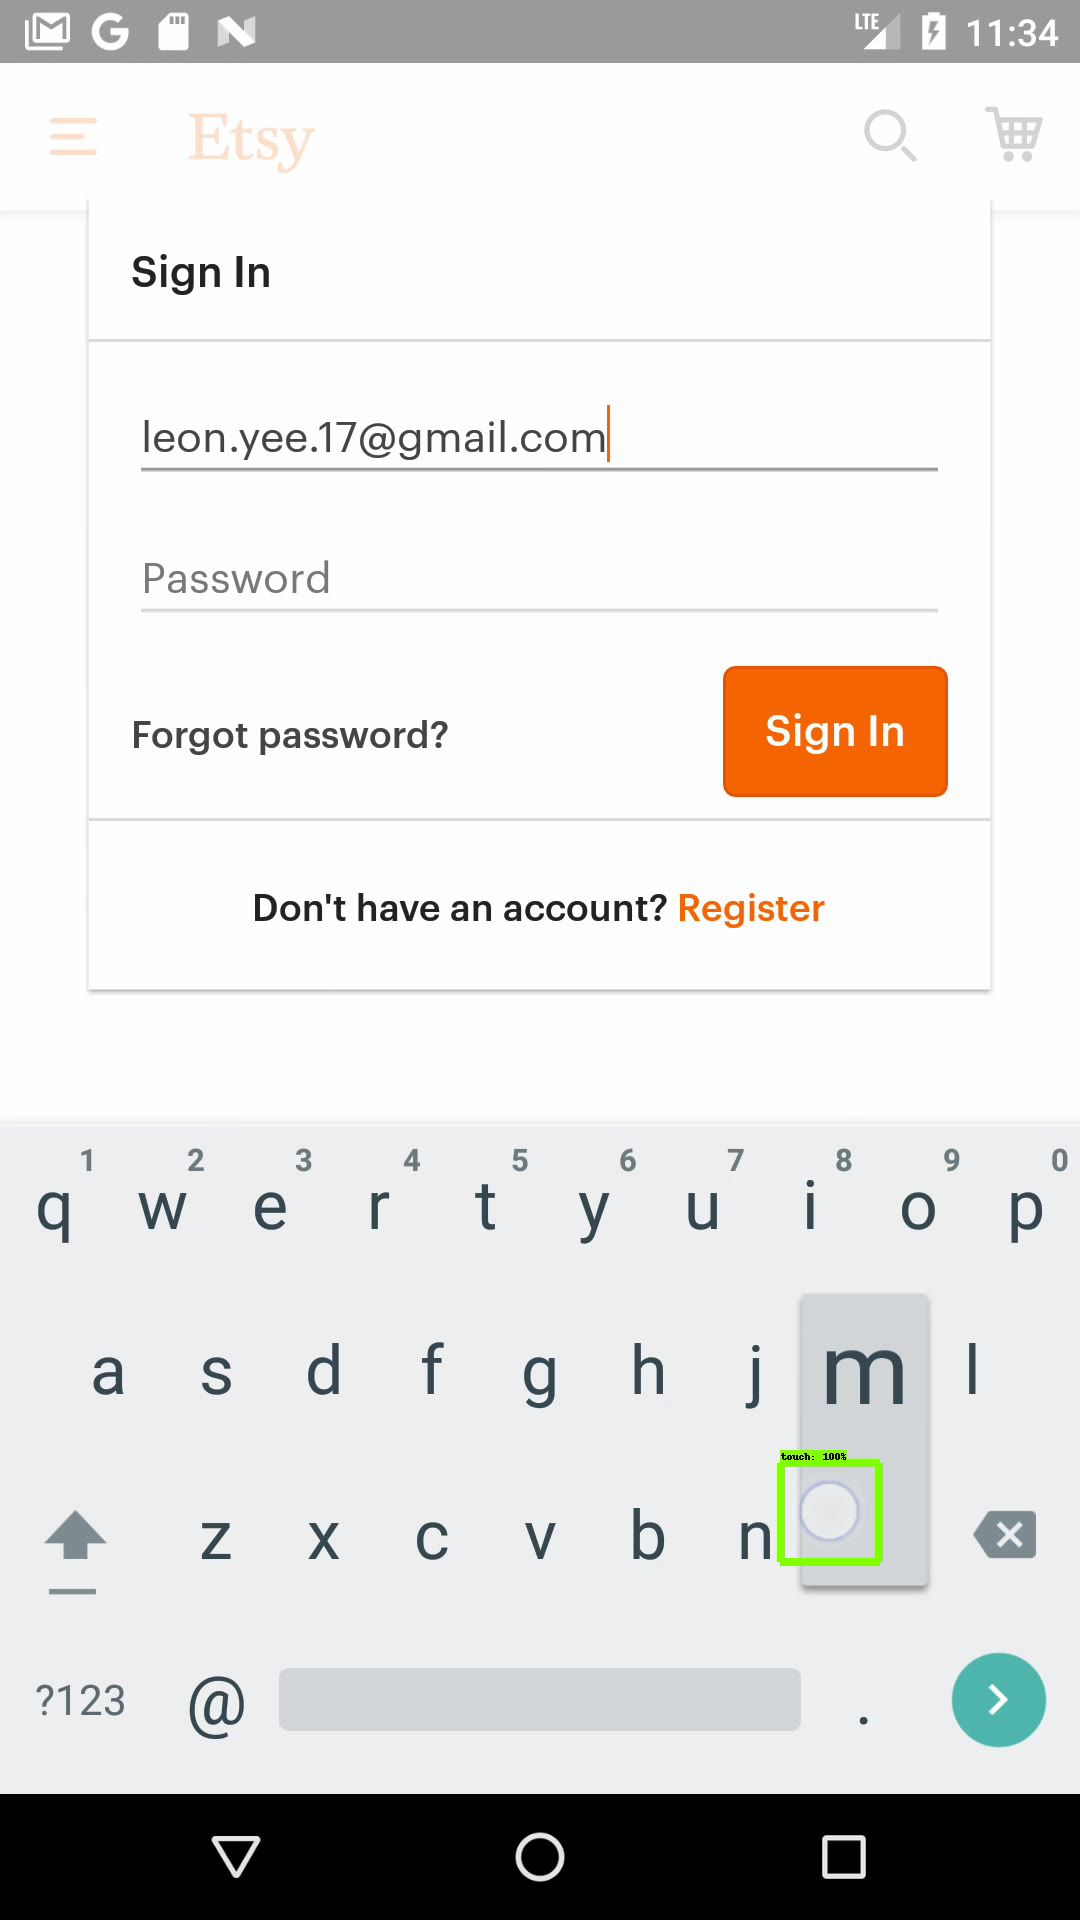 LTE 11:34
Etsy
Sign In
leon.yee.17@gmail.com
Password
Forgot password? Sign In
Don't have an account? Register
1 2 3 4 5 6 7 8 9 0
q w e r t y u i o p
a s d f g h j m l
touch: 100%
z x c v b n
?123 @ .